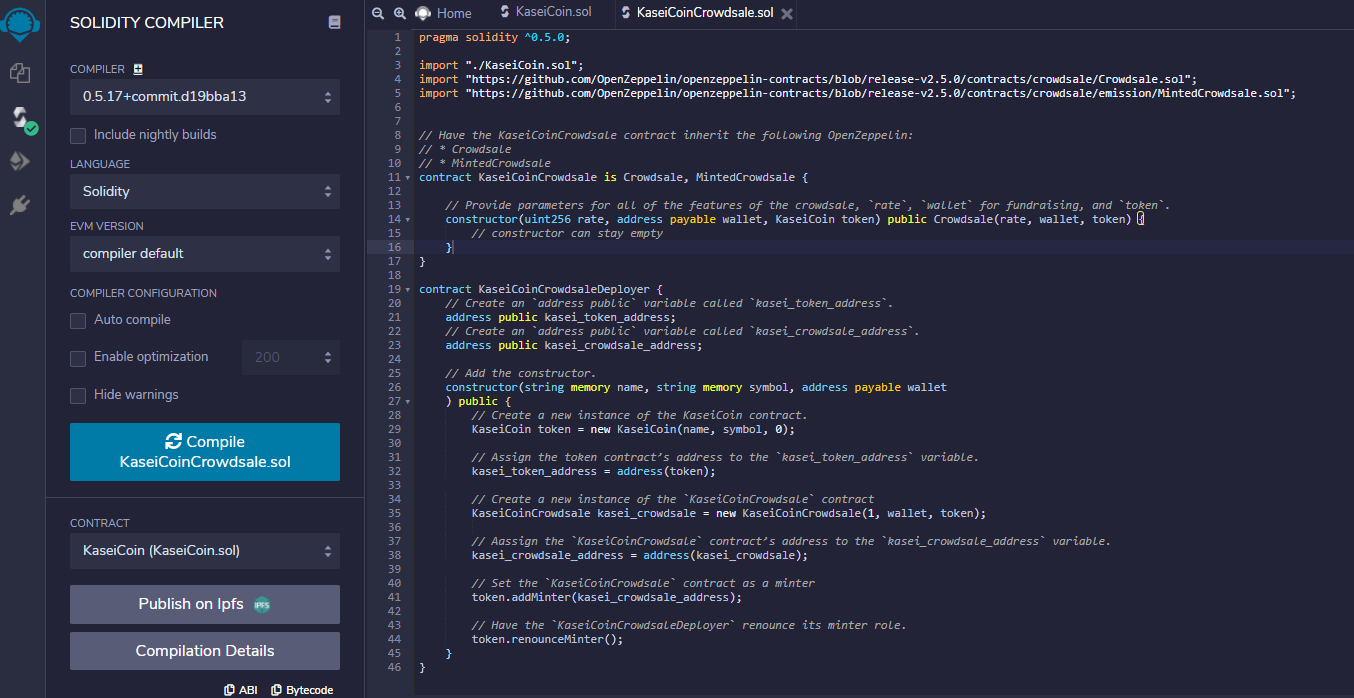 SOLIDITY COMPILER
COMPILER
0.5.17+commit.d19bba13
Include nightly builds
LANGUAGE
Solidity
EVM VERSION
compiler default
COMPILER CONFIGURATION
Auto compile
Enable optimization 200
Hide warnings
Compile
KaseiCoinCrowdsale.sol
CONTRACT
KaseiCoin (KaseiCoin.sol)
Publish on Ipfs IPFS
Compilation Details
ABI Bytecode
Home KaseiCoin.sol KaseiCoinCrowdsale.sol
1 pragma solidity ^0.5.0;
2
3 import "./KaseiCoin.sol";
4 import "https://github.com/OpenZeppelin/openzeppelin-contracts/blob/release-v2.5.0/contracts/crowdsale/Crowdsale.sol";
5 import "https://github.com/OpenZeppelin/openzeppelin-contracts/blob/release-v2.5.0/contracts/crowdsale/emission/MintedCrowdsale.sol";
6
7
8 // Have the KaseiCoinCrowdsale contract inherit the following OpenZeppelin:
9 // * Crowdsale
10 // * MintedCrowdsale
11 contract KaseiCoinCrowdsale is Crowdsale, MintedCrowdsale {
12
13 // Provide parameters for all of the features of the crowdsale, `rate`, `wallet` for fundraising, and `token`.
14 constructor(uint256 rate, address payable wallet, KaseiCoin token) public Crowdsale(rate, wallet, token) {
15 // constructor can stay empty
16 }
17 }
18
19 contract KaseiCoinCrowdsaleDeployer {
20 // Create an `address public` variable called `kasei_token_address`.
21 address public kasei_token_address;
22 // Create an `address public` variable called `kasei_crowdsale_address`.
23 address public kasei_crowdsale_address;
24
25 // Add the constructor.
26 constructor(string memory name, string memory symbol, address payable wallet
27 ) public {
28 // Create a new instance of the KaseiCoin contract.
29 KaseiCoin token = new KaseiCoin(name, symbol, 0);
30
31 // Assign the token contract’s address to the `kasei_token_address` variable.
32 kasei_token_address = address(token);
33
34 // Create a new instance of the `KaseiCoinCrowdsale` contract
35 KaseiCoinCrowdsale kasei_crowdsale = new KaseiCoinCrowdsale(1, wallet, token);
36
37 // Aassign the `KaseiCoinCrowdsale` contract’s address to the `kasei_crowdsale_address` variable.
38 kasei_crowdsale_address = address(kasei_crowdsale);
39
40 // Set the `KaseiCoinCrowdsale` contract as a minter
41 token.addMinter(kasei_crowdsale_address);
42
43 // Have the `KaseiCoinCrowdsaleDeployer` renounce its minter role.
44 token.renounceMinter();
45 }
46 }